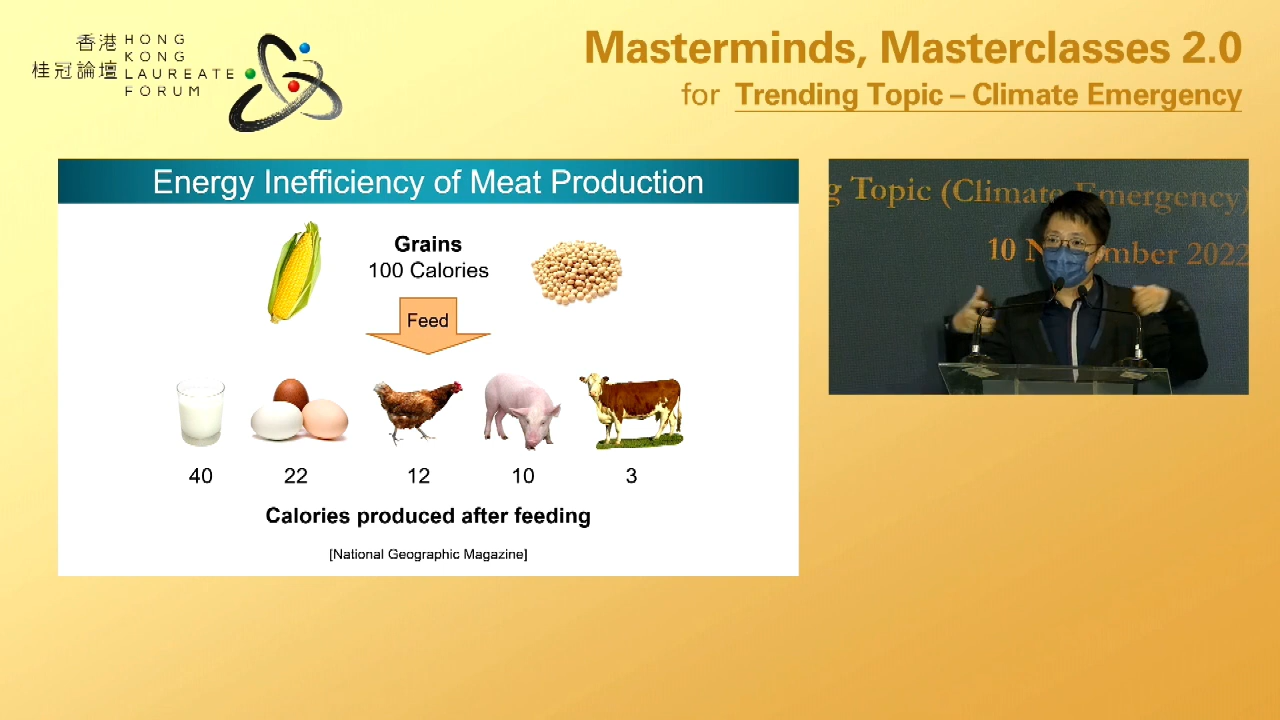 香港
桂冠論壇
HONG
KONG
LAUREATE
FORUM
Masterminds, Masterclasses 2.0
for Trending Topic – Climate Emergency
Energy Inefficiency of Meat Production
Grains
100 Calories
Feed
40 22 12 10 3
Calories produced after feeding
[National Geographic Magazine]
g Topic (Climate Emergency)
10 N mber 2022